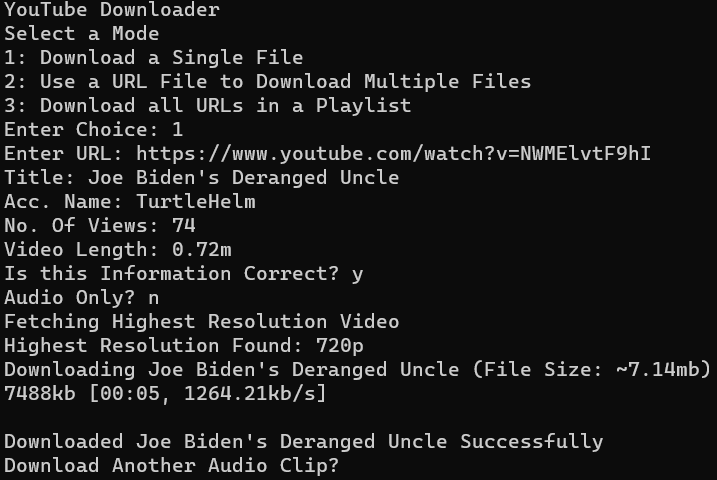 YouTube Downloader
Select a Mode
1: Download a Single File
2: Use a URL File to Download Multiple Files
3: Download all URLs in a Playlist
Enter Choice: 1
Enter URL: https://www.youtube.com/watch?v=NWMElvtF9hI
Title: Joe Biden's Deranged Uncle
Acc. Name: TurtleHelm
No. Of Views: 74
Video Length: 0.72m
Is this Information Correct? y
Audio Only? n
Fetching Highest Resolution Video
Highest Resolution Found: 720p
Downloading Joe Biden's Deranged Uncle (File Size: ~7.14mb)
7488kb [00:05, 1264.21kb/s]
Downloaded Joe Biden's Deranged Uncle Successfully
Download Another Audio Clip?